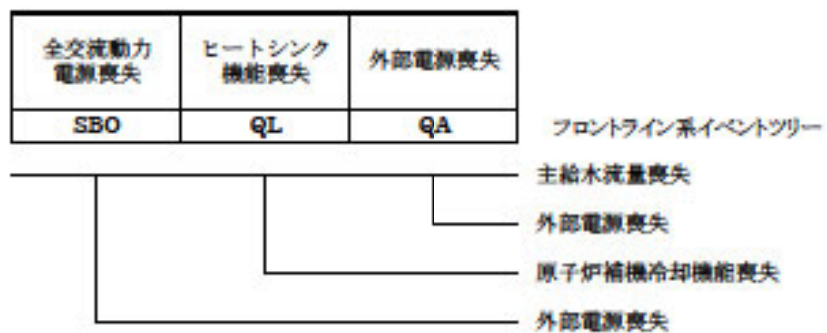 全交流動力
電源喪失
ヒートシンク
機能喪失
外部電源喪失
SBO
QL
QA
フロントライン系イベントツリー
主給水流量喪失
外部電源喪失
原子炉補機冷却機能喪失
外部電源喪失